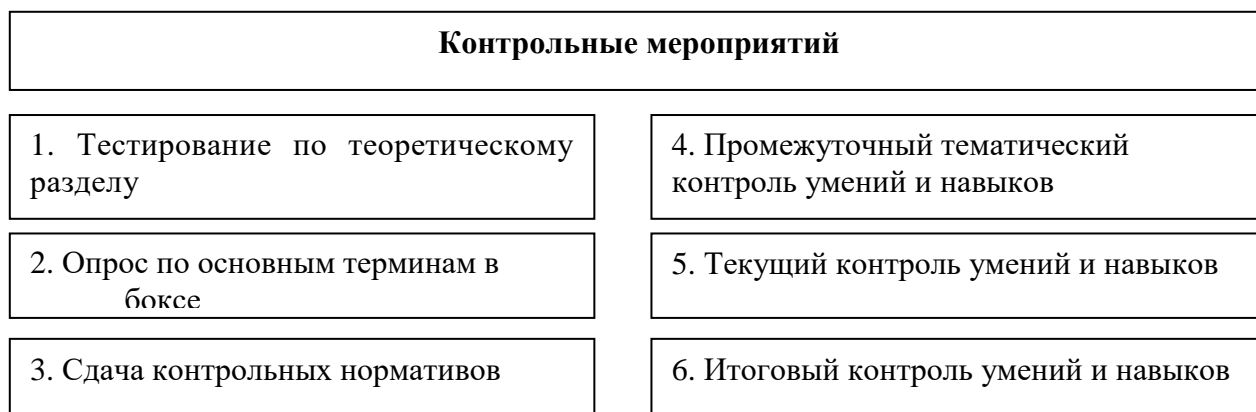 Контрольные мероприятий
1. Тестирование по теоретическому
разделу
2. Опрос по основным терминам в
боксе
3. Сдача контрольных нормативов
4. Промежуточный тематический
контроль умений и навыков
5. Текущий контроль умений и навыков
6. Итоговый контроль умений и навыков